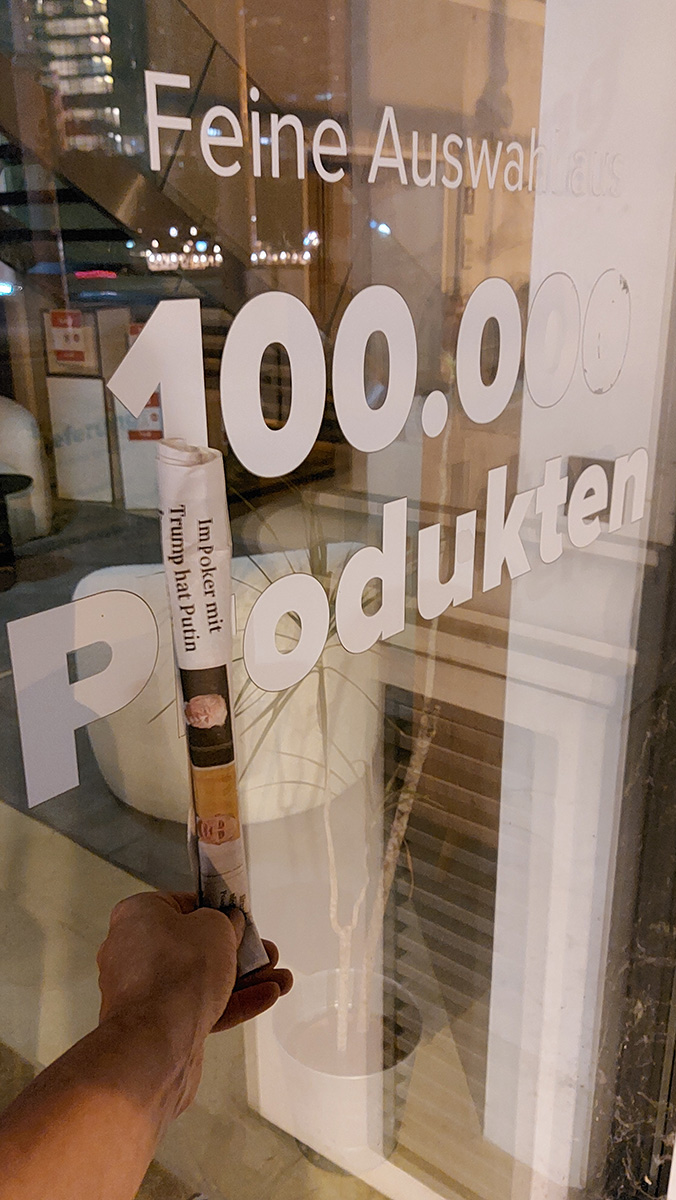 Feine Auswahl aus
100.000
Produkten
Im Poker mit
Trump hat Putin